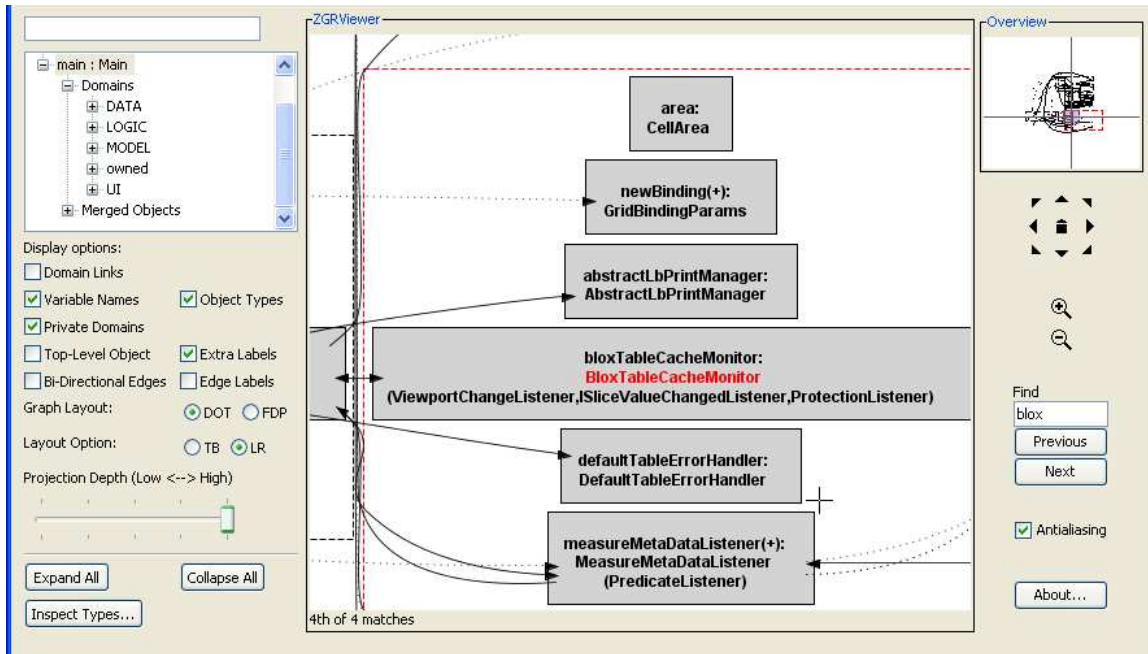 main : Main
Domains
DATA
LOGIC
MODEL
owned
UI
Merged Objects
Display options:
Domain Links
Variable Names
Object Types
Private Domains
Top-Level Object
Extra Labels
Bi-Directional Edges
Edge Labels
Graph Layout:
DOT
FDP
Layout Option:
TB
LR
Projection Depth (Low <--> High)
Expand All
Collapse All
Inspect Types...
ZGRViewer
area:
CellArea
newBinding(+):
GridBindingParams
abstractLbPrintManager:
AbstractLbPrintManager
bloxTableCacheMonitor:
BloxTableCacheMonitor
(ViewportChangeListener,ISliceValueChangedListener,ProtectionListener)
defaultTableErrorHandler:
DefaultTableErrorHandler
measureMetaDataListener(+):
MeasureMetaDataListener
(PredicateListener)
4th of 4 matches
Overview
Find
blox
Previous
Next
Antialiasing
About...